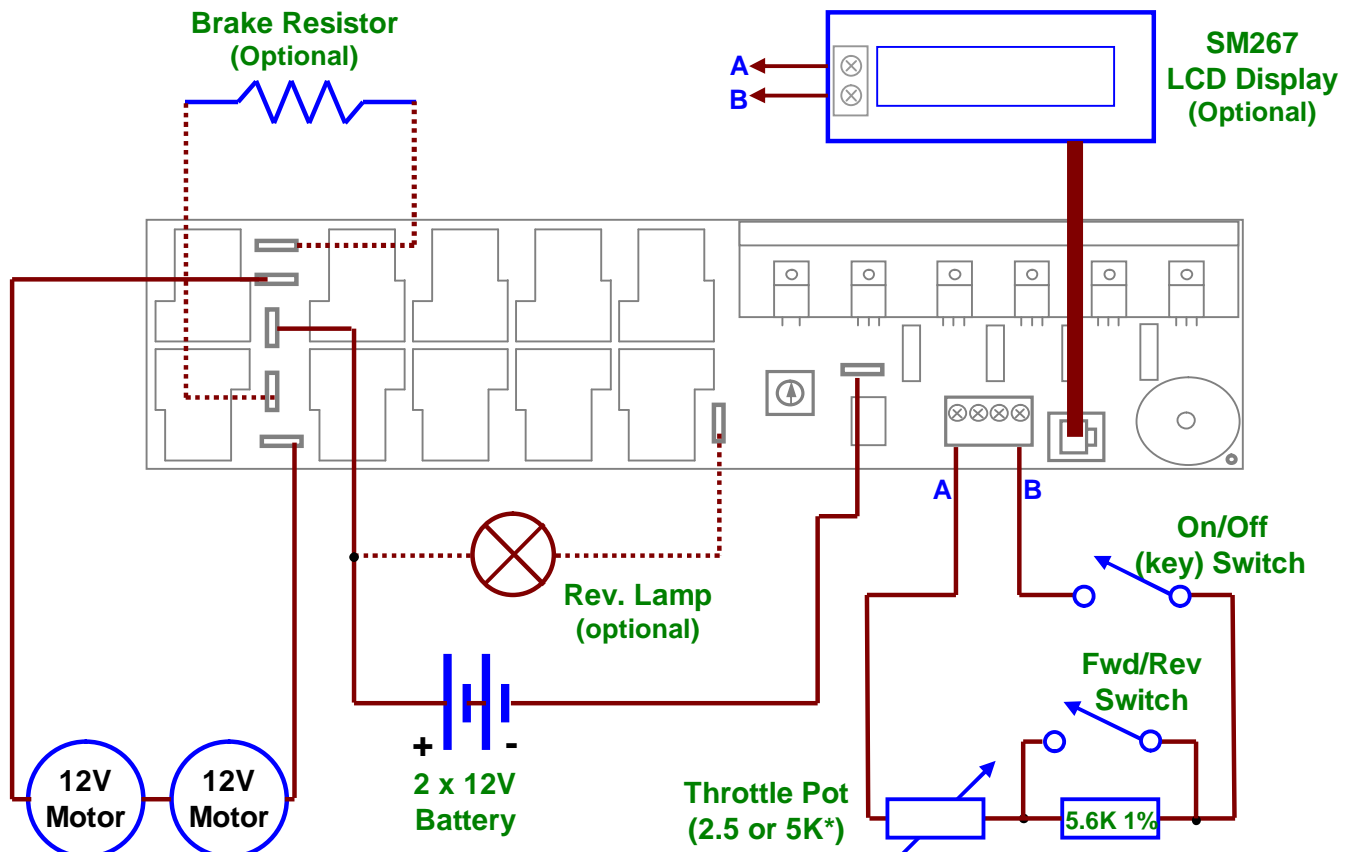 Brake Resistor
(Optional)
A
B
SM267
LCD Display
(Optional)
A
B
On/Off
(key) Switch
Rev. Lamp
(optional)
Fwd/Rev
Switch
+ -
2 x 12V
Battery
12V
Motor
12V
Motor
Throttle Pot
(2.5 or 5K*)
5.6K 1%